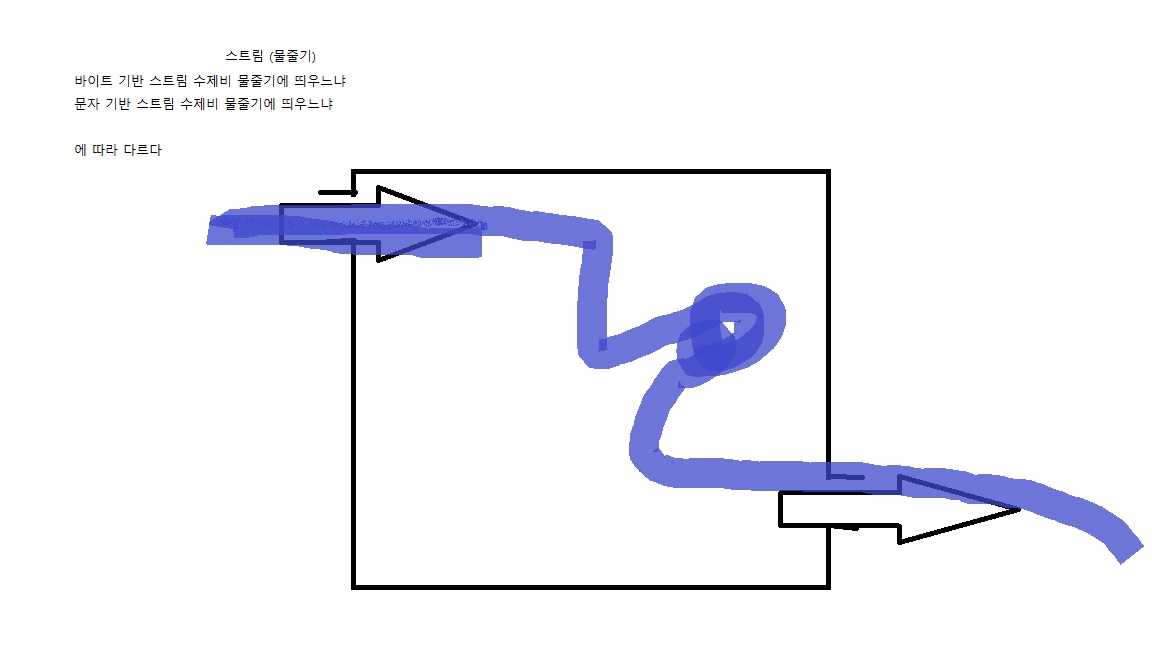 스트림 (물줄기)
바이트 기반 스트림 수제비 물줄기에 띄우느냐
문자 기반 스트림 수제비 물줄기에 띄우느냐
에 따라 다르다